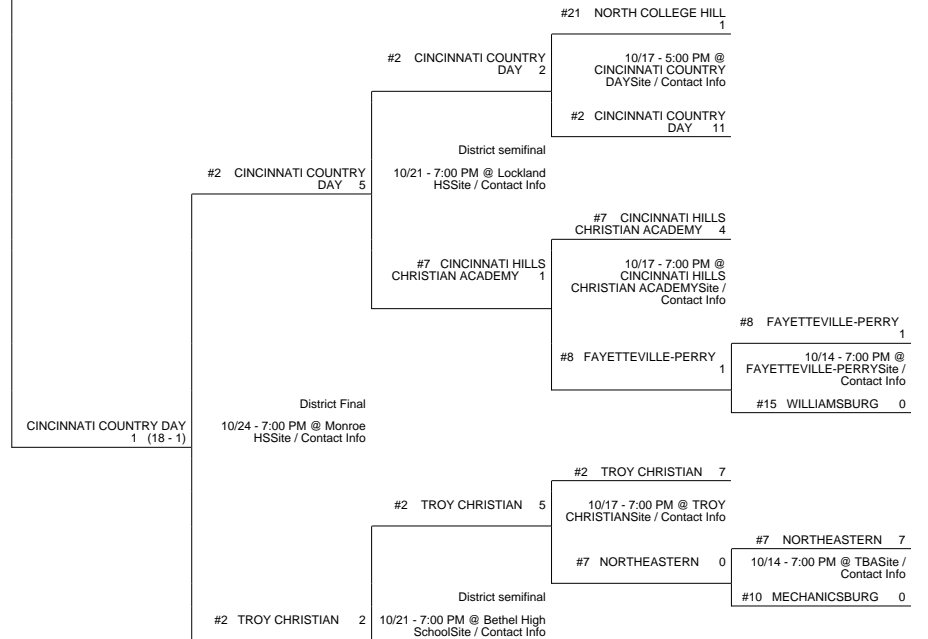 #21 NORTH COLLEGE HILL
1
#2 CINCINNATI COUNTRY
DAY 2
10/17 - 5:00 PM @
CINCINNATI COUNTRY
DAYSite / Contact Info
#2 CINCINNATI COUNTRY
DAY 11
District semifinal
#2 CINCINNATI COUNTRY
DAY 5
10/21 - 7:00 PM @ Lockland
HSSite / Contact Info
#7 CINCINNATI HILLS
CHRISTIAN ACADEMY 4
#7 CINCINNATI HILLS
CHRISTIAN ACADEMY 1
10/17 - 7:00 PM @
CINCINNATI HILLS
CHRISTIAN ACADEMYSite /
Contact Info
#8 FAYETTEVILLE-PERRY
1
#8 FAYETTEVILLE-PERRY
1
10/14 - 7:00 PM @
FAYETTEVILLE-PERRYSite /
Contact Info
#15 WILLIAMSBURG 0
District Final
CINCINNATI COUNTRY DAY
1 (18 - 1)
10/24 - 7:00 PM @ Monroe
HSSite / Contact Info
#2 TROY CHRISTIAN 7
#2 TROY CHRISTIAN 5
10/17 - 7:00 PM @ TROY
CHRISTIANSite / Contact Info
#7 NORTHEASTERN 7
#7 NORTHEASTERN 0
10/14 - 7:00 PM @ TBASite /
Contact Info
#10 MECHANICSBURG 0
District semifinal
#2 TROY CHRISTIAN 2
10/21 - 7:00 PM @ Bethel High
SchoolSite / Contact Info